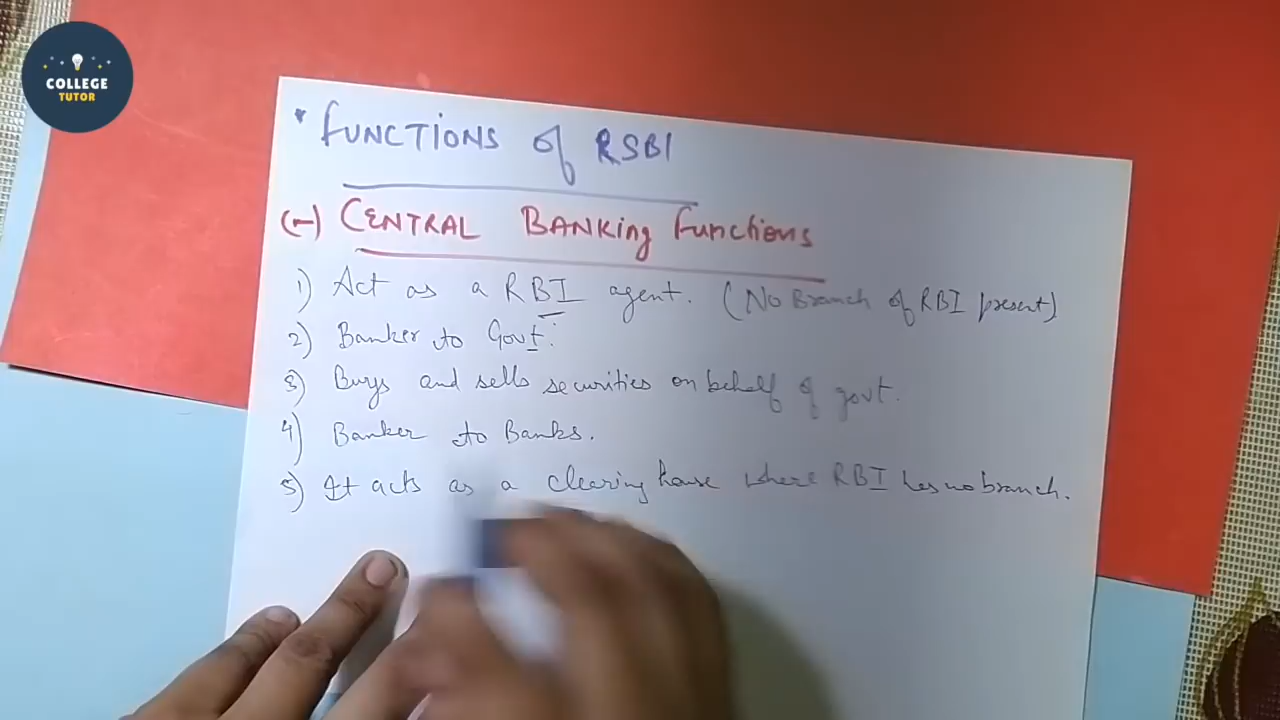 COLLEGE
TUTOR
* FUNCTIONS of RSBI
(-) CENTRAL BANKing Functions
1) Act as a RBI agent. (No Branch of RBI present)
2) Banker to Govt.
3) Buys and sells securities on behalf of govt.
4) Banker to Banks.
5) It acts as a clearing house where RBI has no branch.